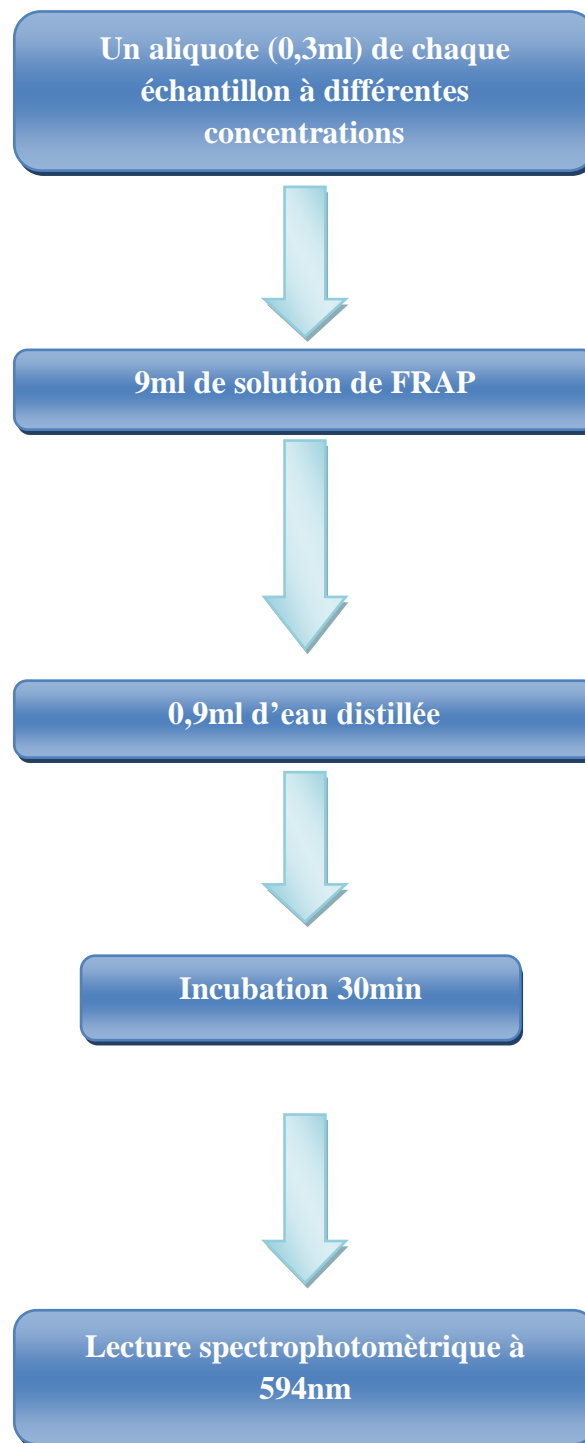 Un aliquote (0,3ml) de chaque
échantillon à différentes
concentrations
9ml de solution de FRAP
0,9ml d’eau distillée
Incubation 30min
Lecture spectrophotomètrique à
594nm